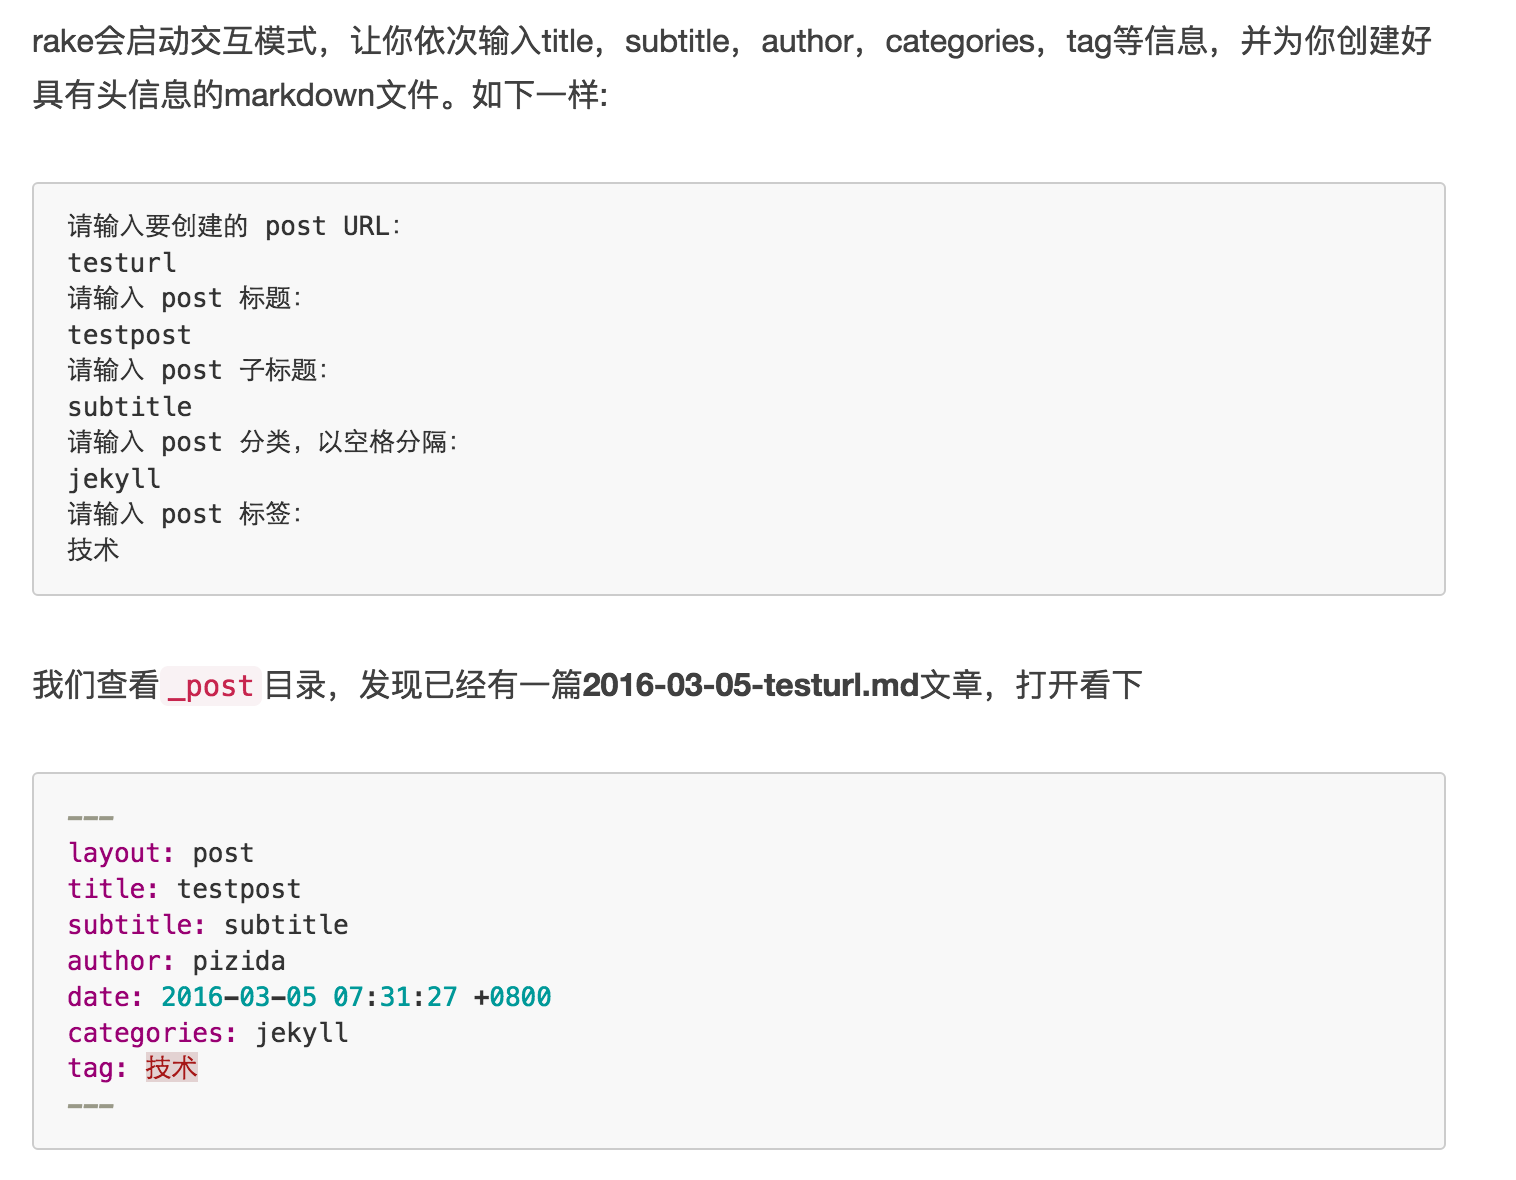 rake会启动交互模式，让你依次输入title，subtitle，author，categories，tag等信息，并为你创建好
具有头信息的markdown文件。如下一样:
请输入要创建的 post URL：
testurl
请输入 post 标题：
testpost
请输入 post 子标题：
subtitle
请输入 post 分类，以空格分隔：
jekyll
请输入 post 标签：
技术
我们查看_post目录，发现已经有一篇2016-03-05-testurl.md文章，打开看下
---
layout: post
title: testpost
subtitle: subtitle
author: pizida
date: 2016-03-05 07:31:27 +0800
categories: jekyll
tag: 技术
---